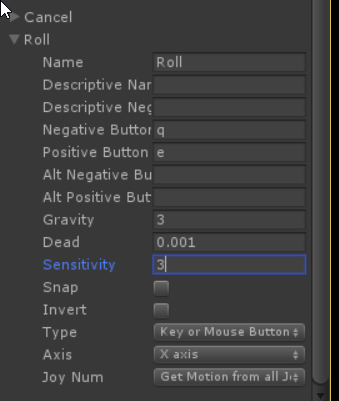 Cancel
Roll
Name Roll
Descriptive Nar
Descriptive Neg
Negative Button q
Positive Button e
Alt Negative Bu
Alt Positive But
Gravity 3
Dead 0.001
Sensitivity 3
Snap
Invert
Type Key or Mouse Button
Axis X axis
Joy Num Get Motion from all J